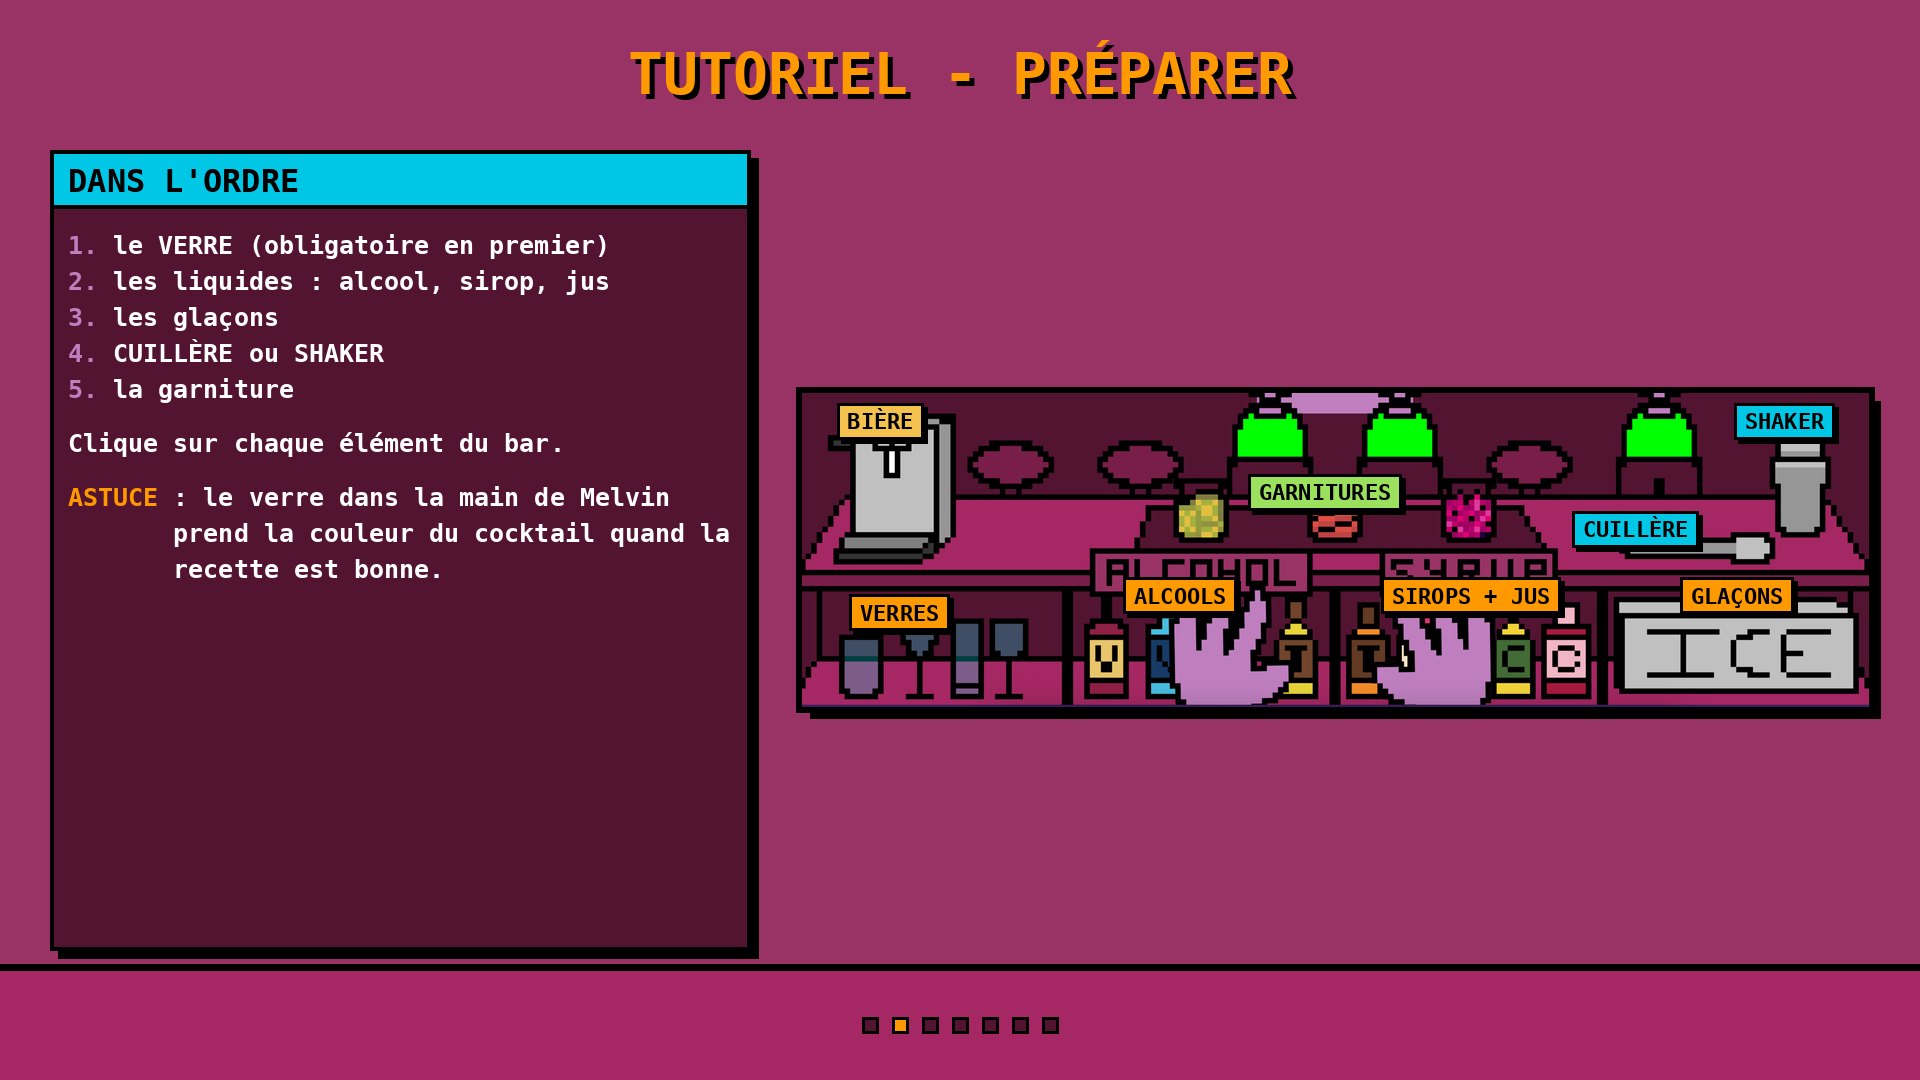 TUTORIEL - PRÉPARER
DANS L'ORDRE
1. le VERRE (obligatoire en premier)
2. les liquides : alcool, sirop, jus
3. les glaçons
4. CUILLÈRE ou SHAKER
5. la garniture
Clique sur chaque élément du bar.
ASTUCE : le verre dans la main de Melvin
prend la couleur du cocktail quand la
recette est bonne.
BIÈRE
SHAKER
GARNITURES
CUILLÈRE
ALCOOLS
SIROPS + JUS
GLAÇONS
VERRES
ICE
C
G